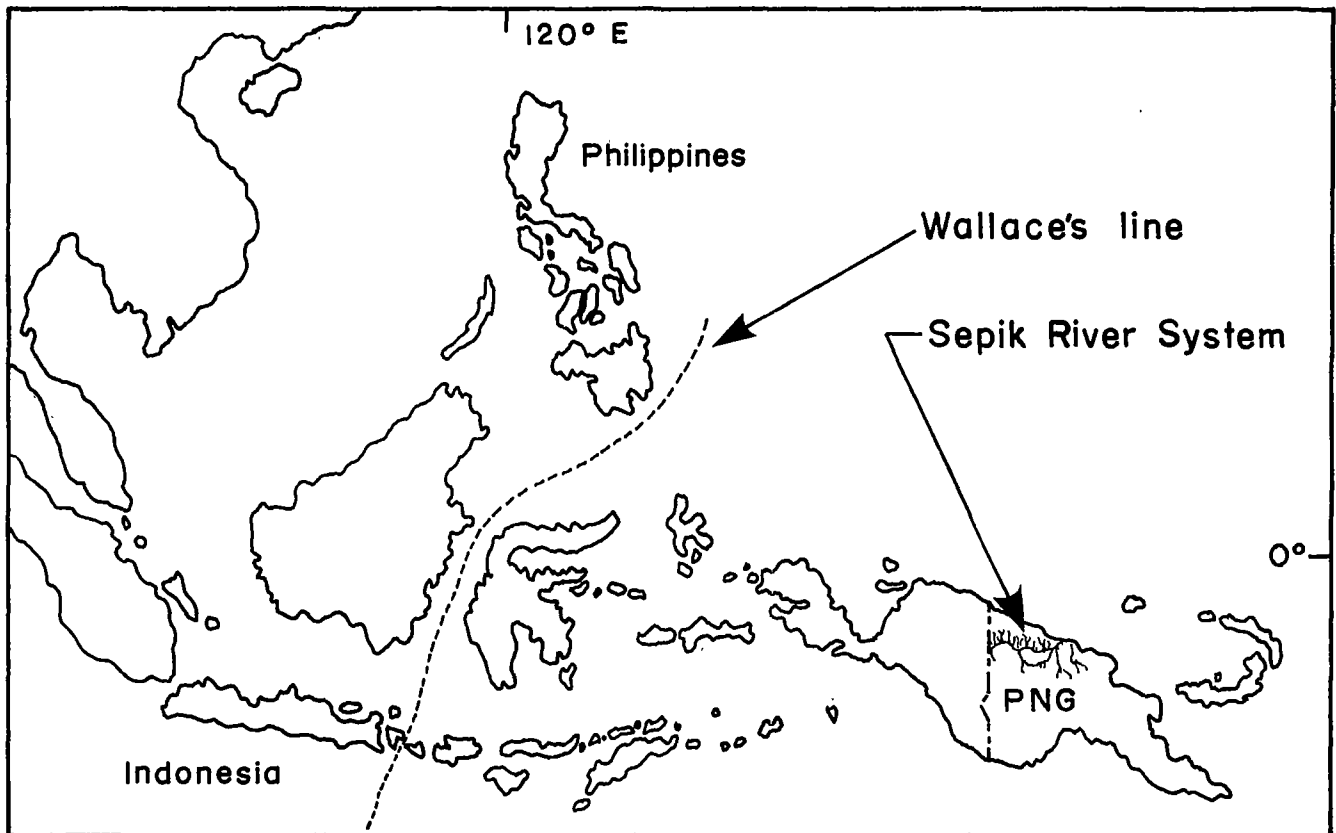 120° E
Philippines
Wallace's line
Sepik River System
0°
PNG
Indonesia